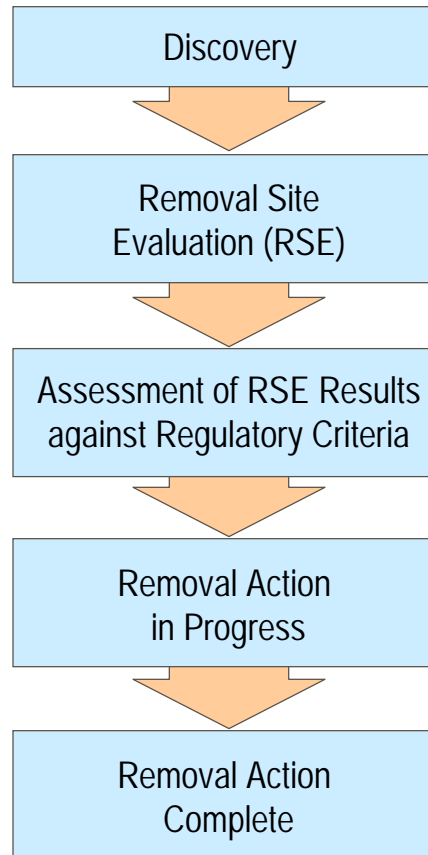 Discovery
Removal Site
Evaluation (RSE)
Assessment of RSE Results
against Regulatory Criteria
Removal Action
in Progress
Removal Action
Complete